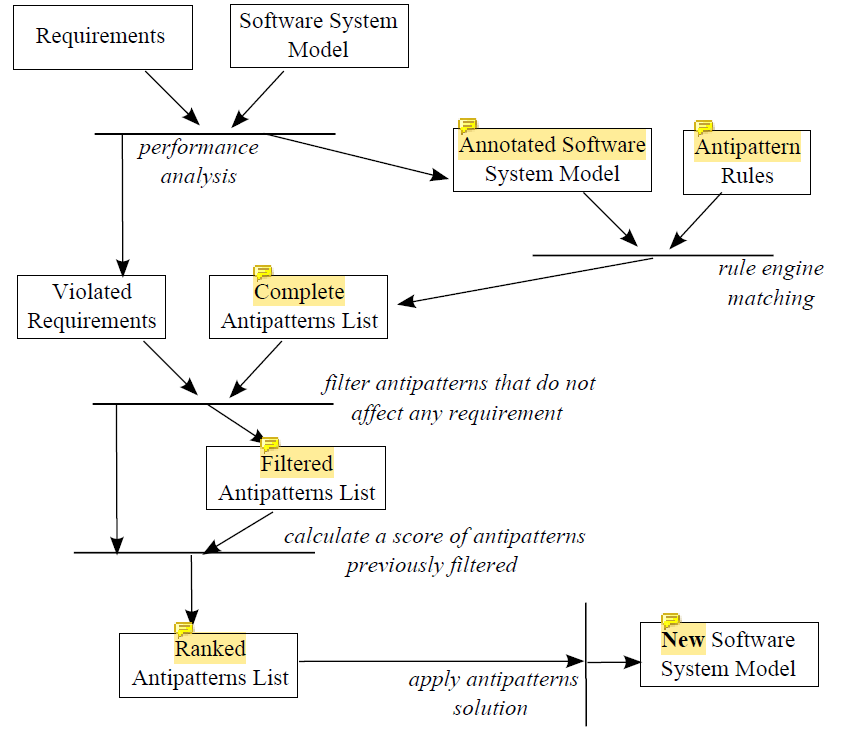 Requirements
Software System
Model
performance
analysis
Annotated Software
System Model
Antipattern
Rules
rule engine
matching
Violated
Requirements
Complete
Antipatterns List
filter antipatterns that do not
affect any requirement
Filtered
Antipatterns List
calculate a score of antipatterns
previously filtered
Ranked
Antipatterns List
apply antipatterns
solution
New Software
System Model